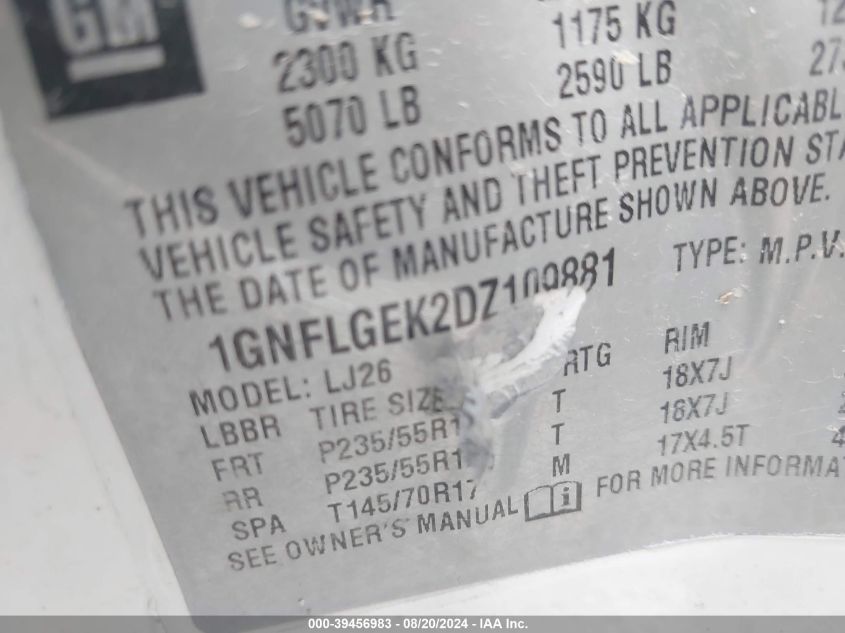 GM
GVWR
2300 KG 1175 KG
5070 LB 2590 LB
THIS VEHICLE CONFORMS TO ALL APPLICABL
VEHICLE SAFETY AND THEFT PREVENTION STA
THE DATE OF MANUFACTURE SHOWN ABOVE.
1GNFLGEK2DZ109881 TYPE: M.P.V.
MODEL: LJ26
LBBR TIRE SIZE RTG RIM
FRT P235/55R1 T 18X7J
RR P235/55R1 T 18X7J
SPA T145/70R17 M 17X4.5T
SEE OWNER'S MANUAL i FOR MORE INFORMAT
000-39456983 - 08/20/2024 - IAA Inc.